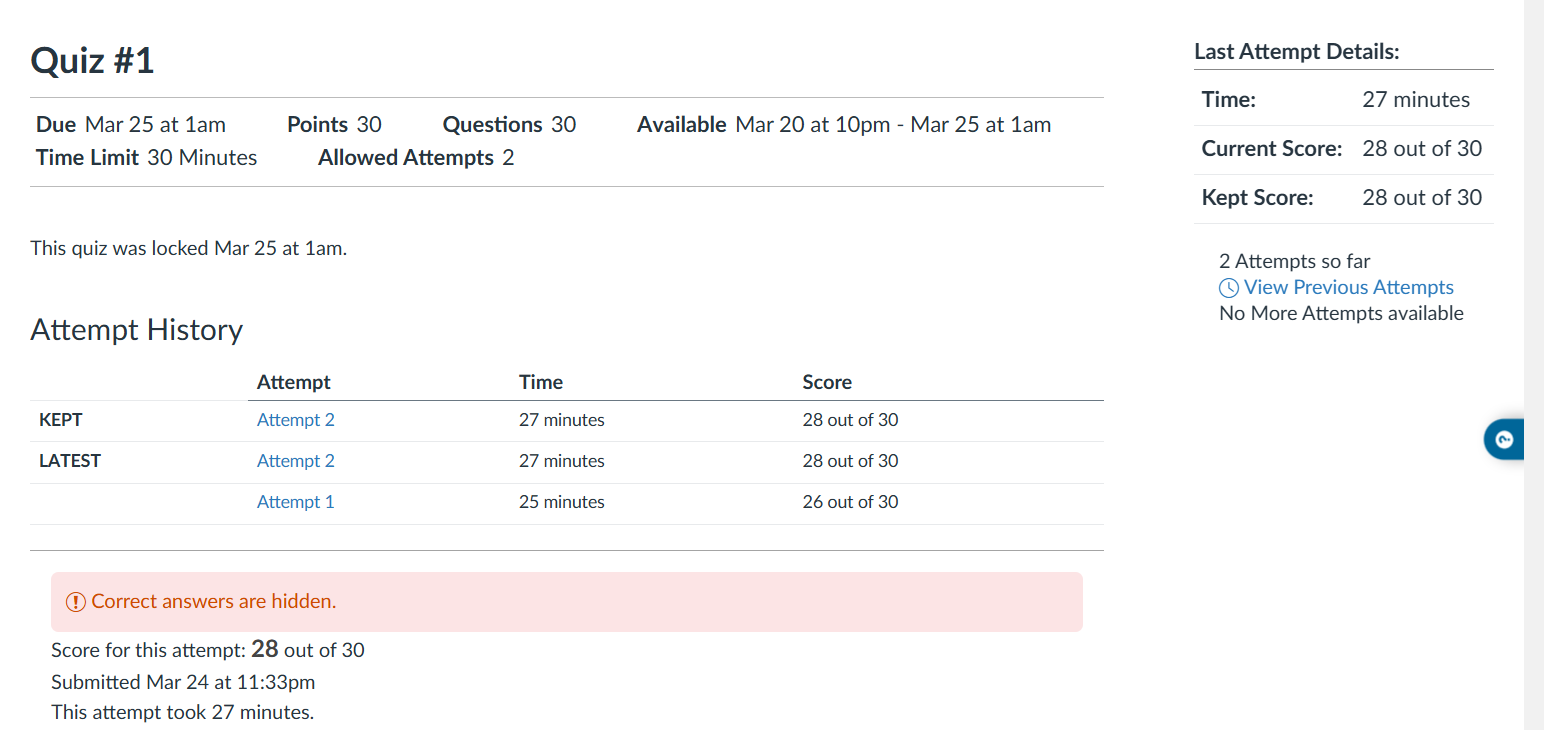 Quiz #1
Due Mar 25 at 1am Points 30 Questions 30 Available Mar 20 at 10pm - Mar 25 at 1am
Time Limit 30 Minutes Allowed Attempts 2
This quiz was locked Mar 25 at 1am.
Attempt History
Attempt Time Score
KEPT Attempt 2 27 minutes 28 out of 30
LATEST Attempt 2 27 minutes 28 out of 30
Attempt 1 25 minutes 26 out of 30
Correct answers are hidden.
Score for this attempt: 28 out of 30
Submitted Mar 24 at 11:33pm
This attempt took 27 minutes.
Last Attempt Details:
Time: 27 minutes
Current Score: 28 out of 30
Kept Score: 28 out of 30
2 Attempts so far
View Previous Attempts
No More Attempts available